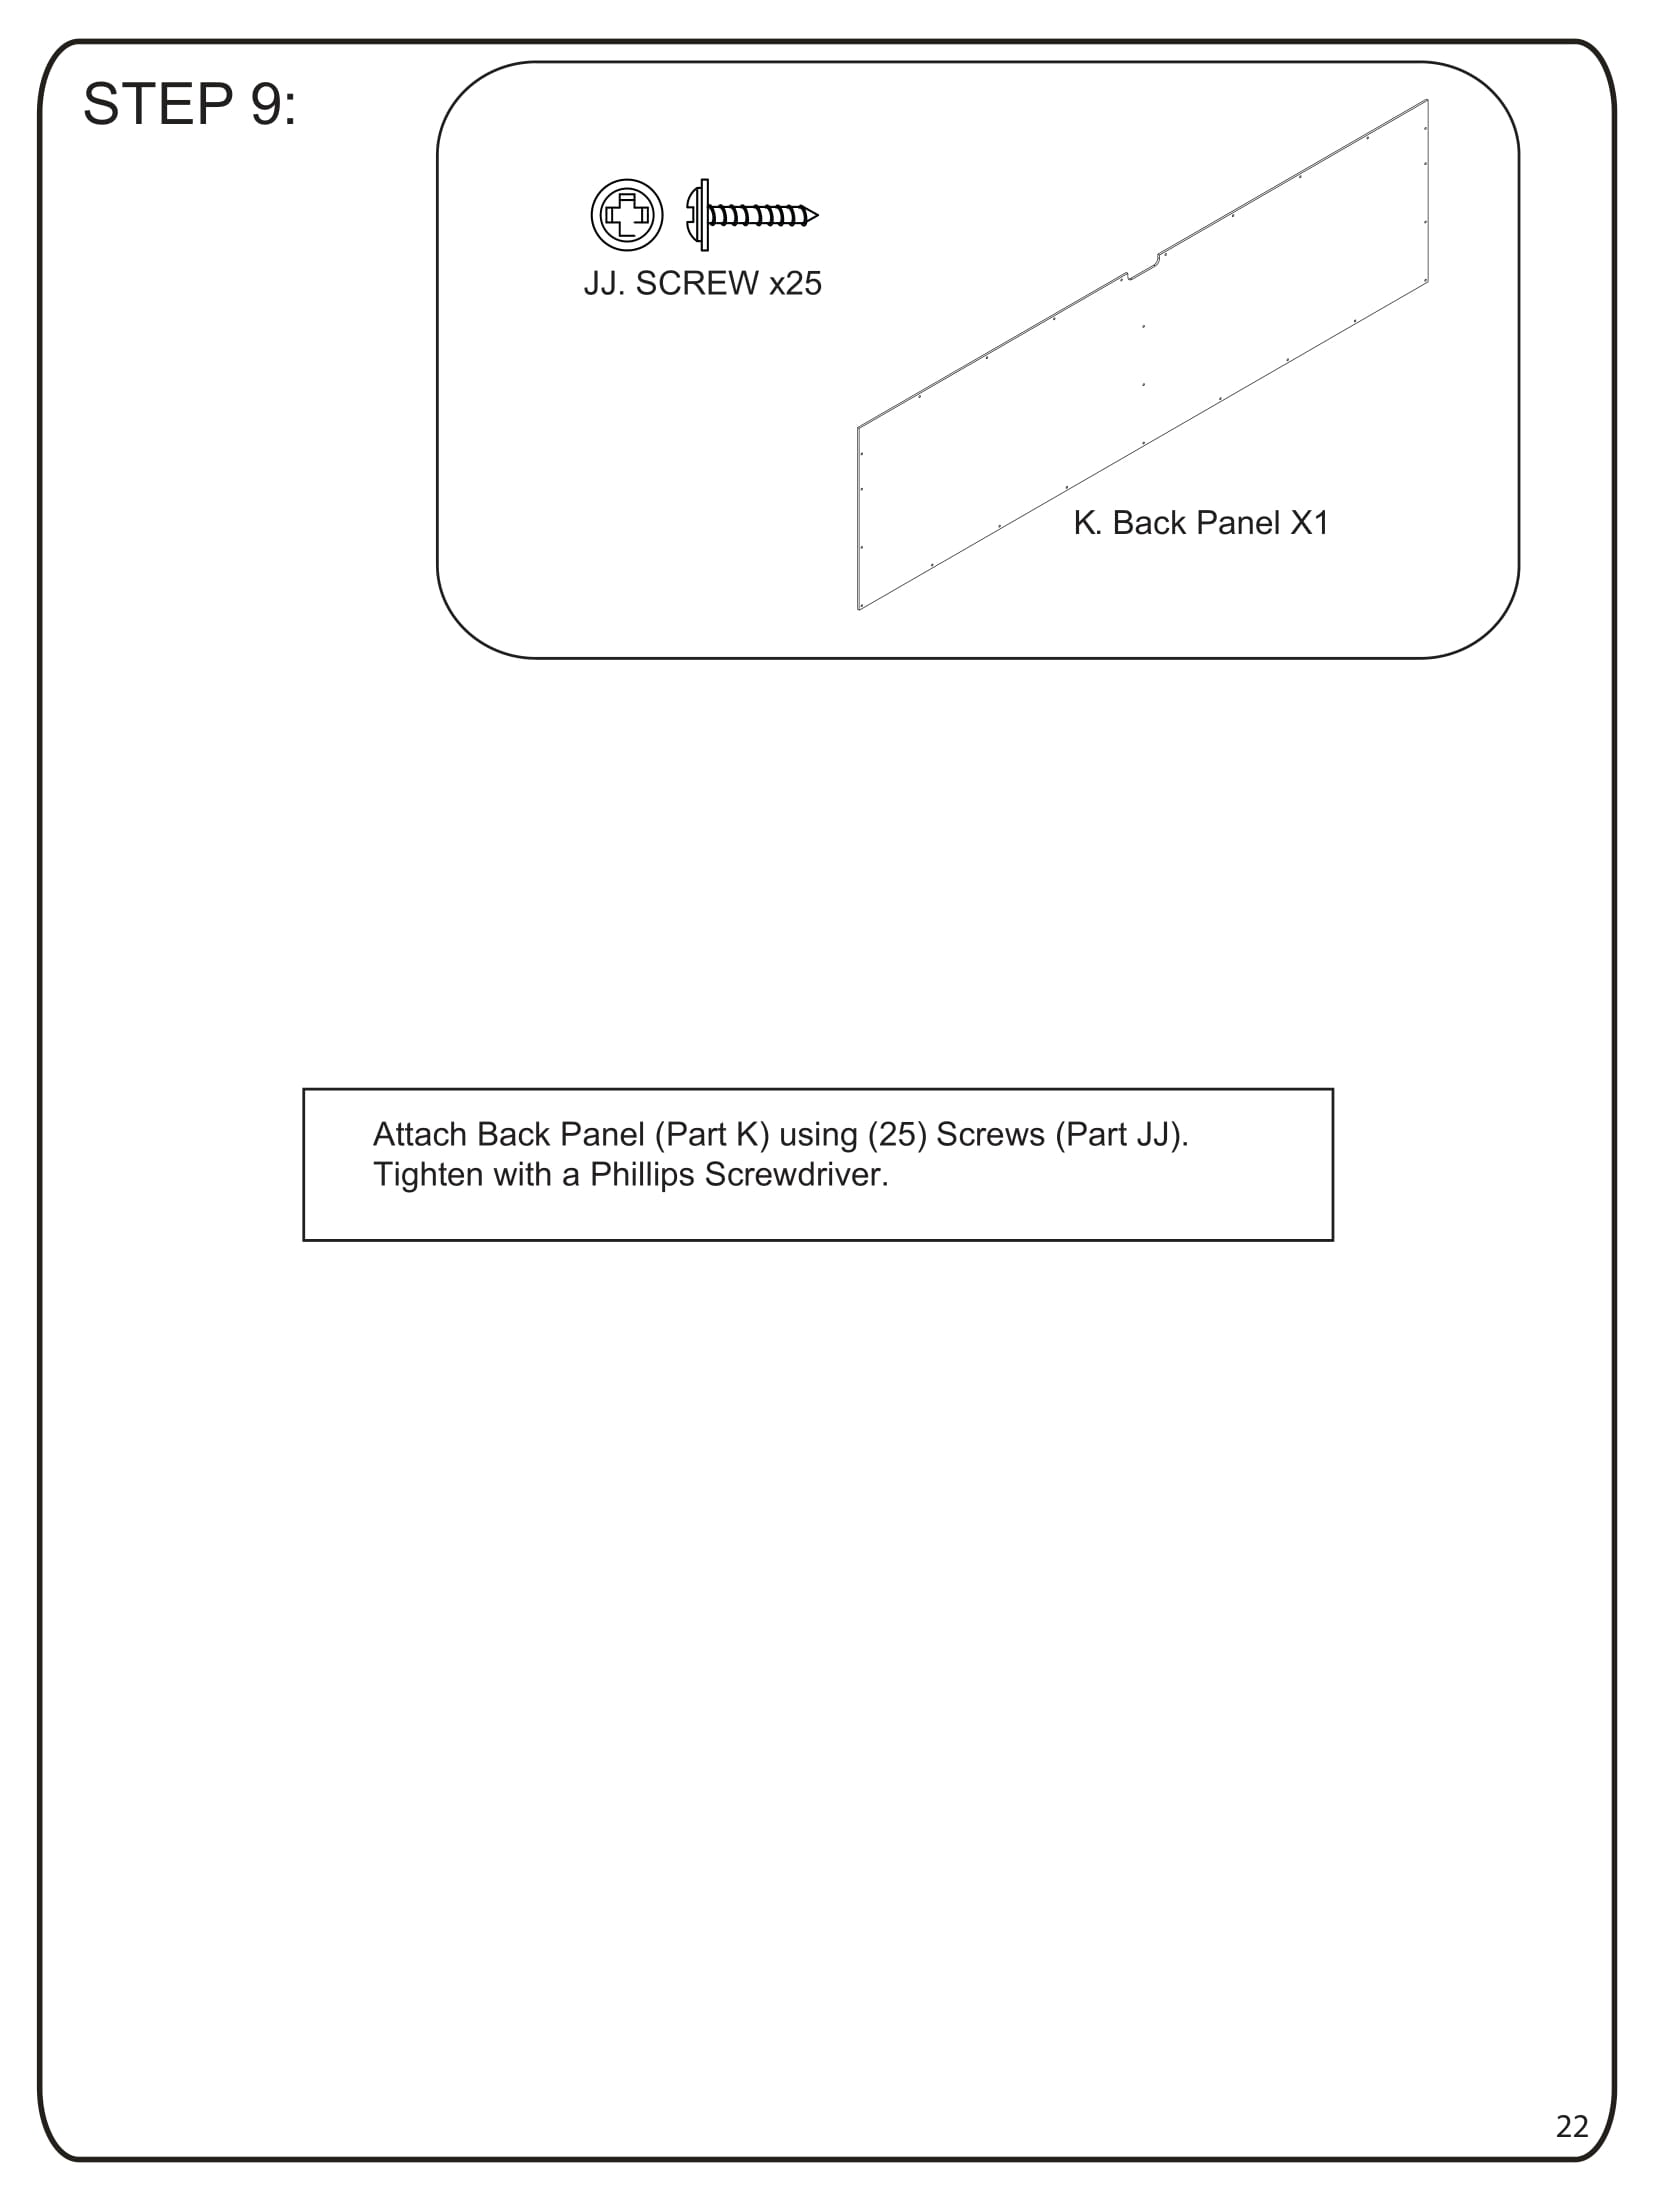 STEP 9:
JJ. SCREW x25
K. Back Panel X1
Attach Back Panel (Part K) using (25) Screws (Part JJ).
Tighten with a Phillips Screwdriver.
22